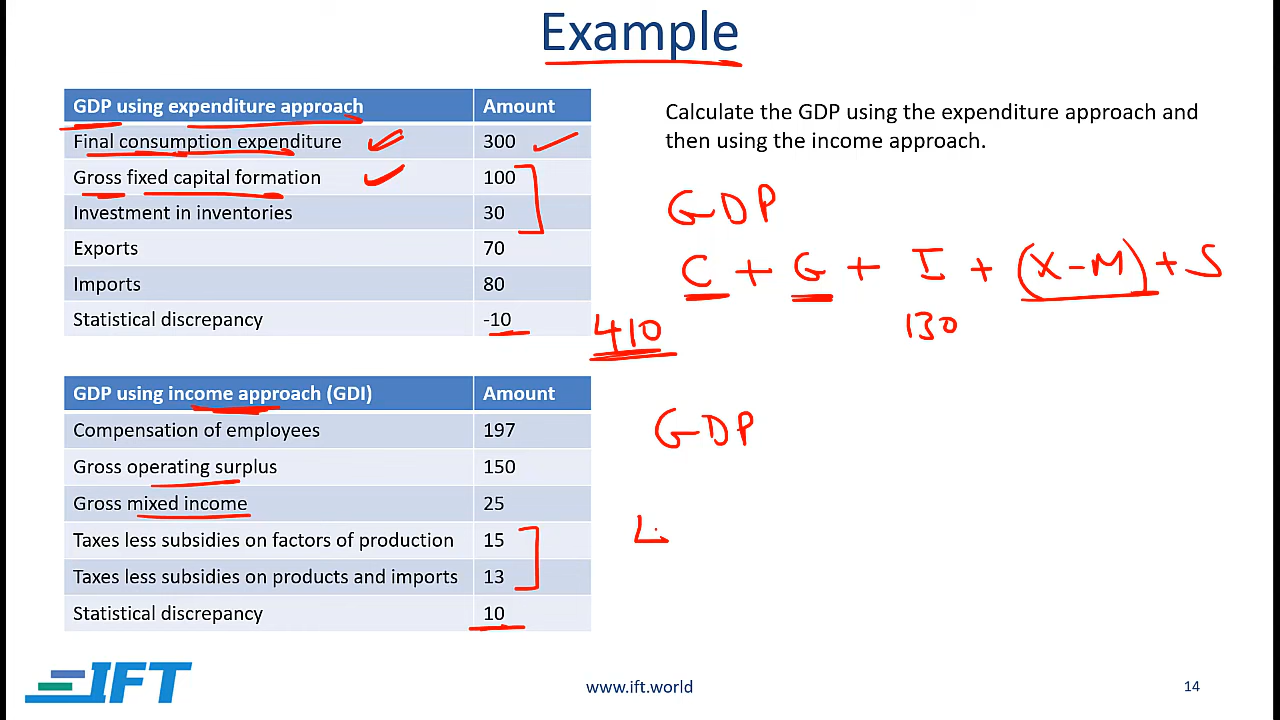 Example
GDP using expenditure approach Amount
Final consumption expenditure 300
Gross fixed capital formation 100
Investment in inventories 30
Exports 70
Imports 80
Statistical discrepancy -10
Calculate the GDP using the expenditure approach and
then using the income approach.
GDP
C + G + I + (X-M) + S
130
410
GDP using income approach (GDI) Amount
Compensation of employees 197
Gross operating surplus 150
Gross mixed income 25
Taxes less subsidies on factors of production 15
Taxes less subsidies on products and imports 13
Statistical discrepancy 10
GDP
IFT
www.ift.world
14